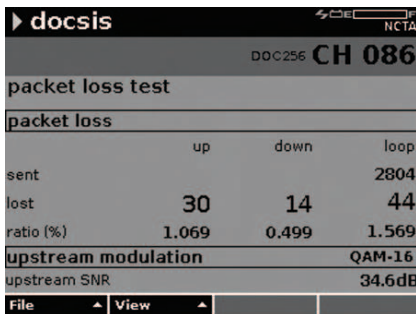 docsis
E F
NCTA
DOC256 CH 086
packet loss test
packet loss
up down loop
sent 2804
lost 30 14 44
ratio (%) 1.069 0.499 1.569
upstream modulation QAM-16
upstream SNR 34.6dB
File View